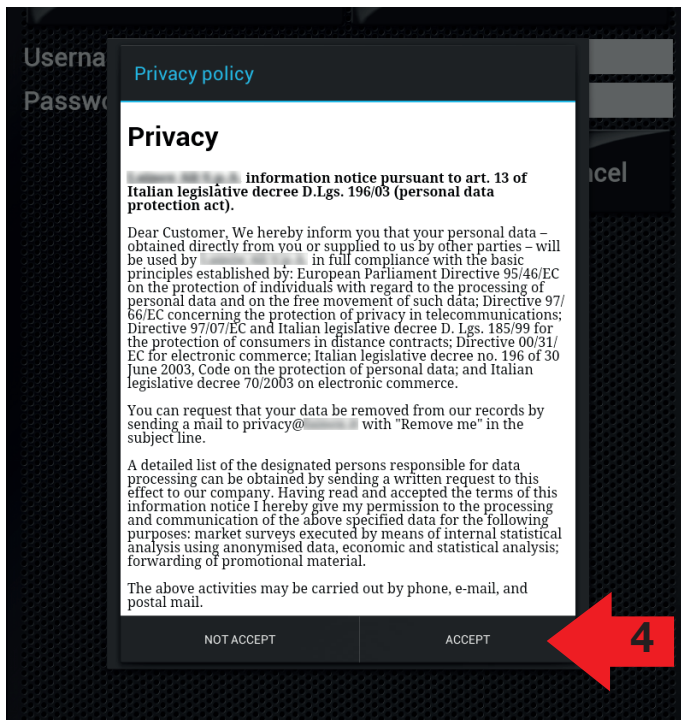 Userna
Passwo
ncel
Privacy policy
Privacy
information notice pursuant to art. 13 of
Italian legislative decree D.Lgs. 196/03 (personal data
protection act).
Dear Customer, We hereby inform you that your personal data –
obtained directly from you or supplied to us by other parties – will
be used by in full compliance with the basic
principles established by: European Parliament Directive 95/46/EC
on the protection of individuals with regard to the processing of
personal data and on the free movement of such data; Directive 97/
66/EC concerning the protection of privacy in telecommunications;
Directive 97/07/EC and Italian legislative decree D. Lgs. 185/99 for
the protection of consumers in distance contracts; Directive 00/31/
EC for electronic commerce; Italian legislative decree no. 196 of 30
June 2003, Code on the protection of personal data; and Italian
legislative decree 70/2003 on electronic commerce.
You can request that your data be removed from our records by
sending a mail to privacy@ with "Remove me" in the
subject line.
A detailed list of the designated persons responsible for data
processing can be obtained by sending a written request to this
effect to our company. Having read and accepted the terms of this
information notice I hereby give my permission to the processing
and communication of the above specified data for the following
purposes: market surveys executed by means of internal statistical
analysis using anonymised data, economic and statistical analysis;
forwarding of promotional material.
The above activities may be carried out by phone, e-mail, and
postal mail.
NOT ACCEPT
ACCEPT
4